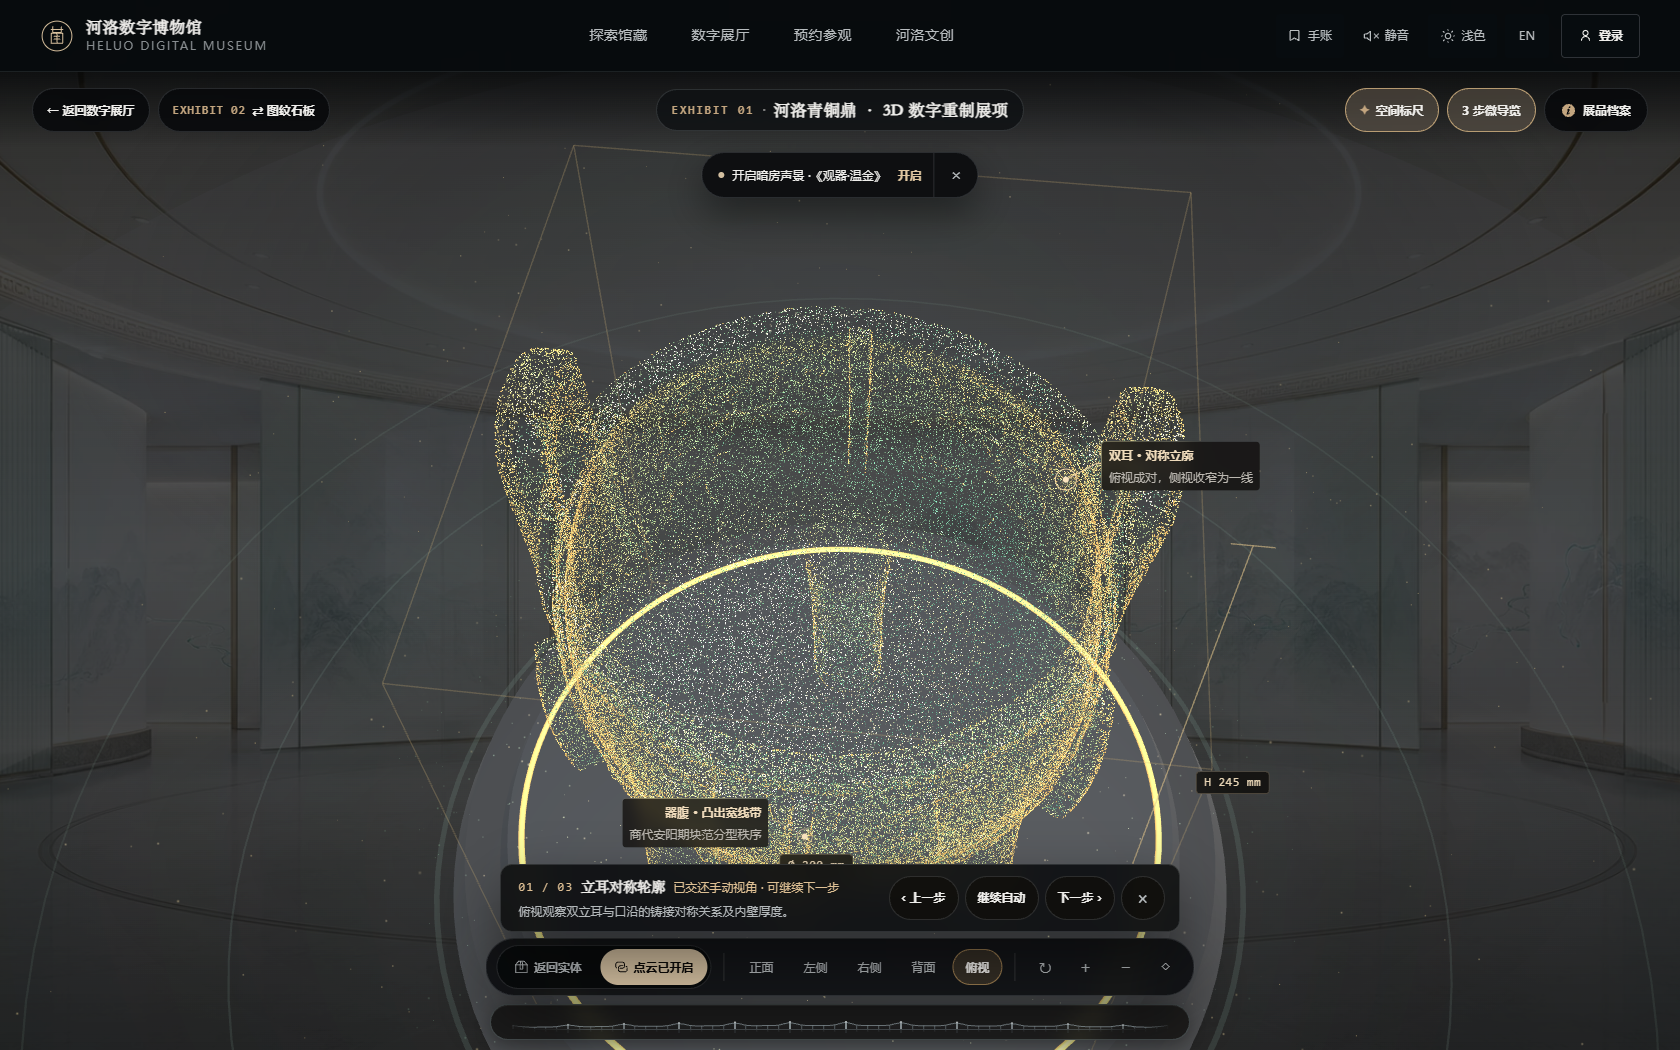 河洛数字博物馆
HELUO DIGITAL MUSEUM
探索馆藏
数字展厅
预约参观
河洛文创
手账
静音
浅色
EN
登录
← 返回数字展厅
EXHIBIT 02 ⇄ 图纹石板
EXHIBIT 01 · 河洛青铜鼎 · 3D 数字重制展项
空间标尺
3 步微导览
展品档案
开启暗房声景 ·《观器·温金》 开启 ×
双耳 · 对称立廓
俯视成对，侧视收窄为一线
H 245 mm
器腹 · 凸出宽线带
商代安阳期块范分型秩序
01 / 03 立耳对称轮廓 已交还手动视角 · 可继续下一步
俯视观察双立耳与口沿的铸接对称关系及内壁厚度。
‹ 上一步
继续自动
下一步 ›
×
返回实体
点云已开启
正面
左侧
右侧
背面
俯视
↻ + − ◇